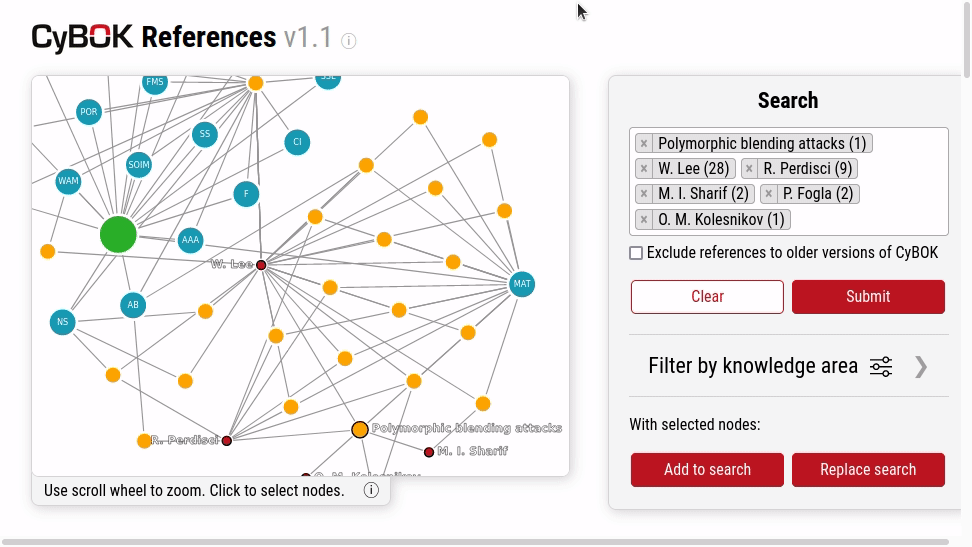 CyBOK References v1.1
FMS
SSL
POR
SS
CI
SOIM
WAM
F
AAA
W. Lee
MAT
AB
NS
Polymorphic blending attacks
R. Perdisci
M. I. Sharif
O. M. Kolesnikov
Use scroll wheel to zoom. Click to select nodes.
Search
× Polymorphic blending attacks (1)
× W. Lee (28) × R. Perdisci (9)
× M. I. Sharif (2) × P. Fogla (2)
× O. M. Kolesnikov (1)
Exclude references to older versions of CyBOK
Clear Submit
Filter by knowledge area
With selected nodes:
Add to search Replace search